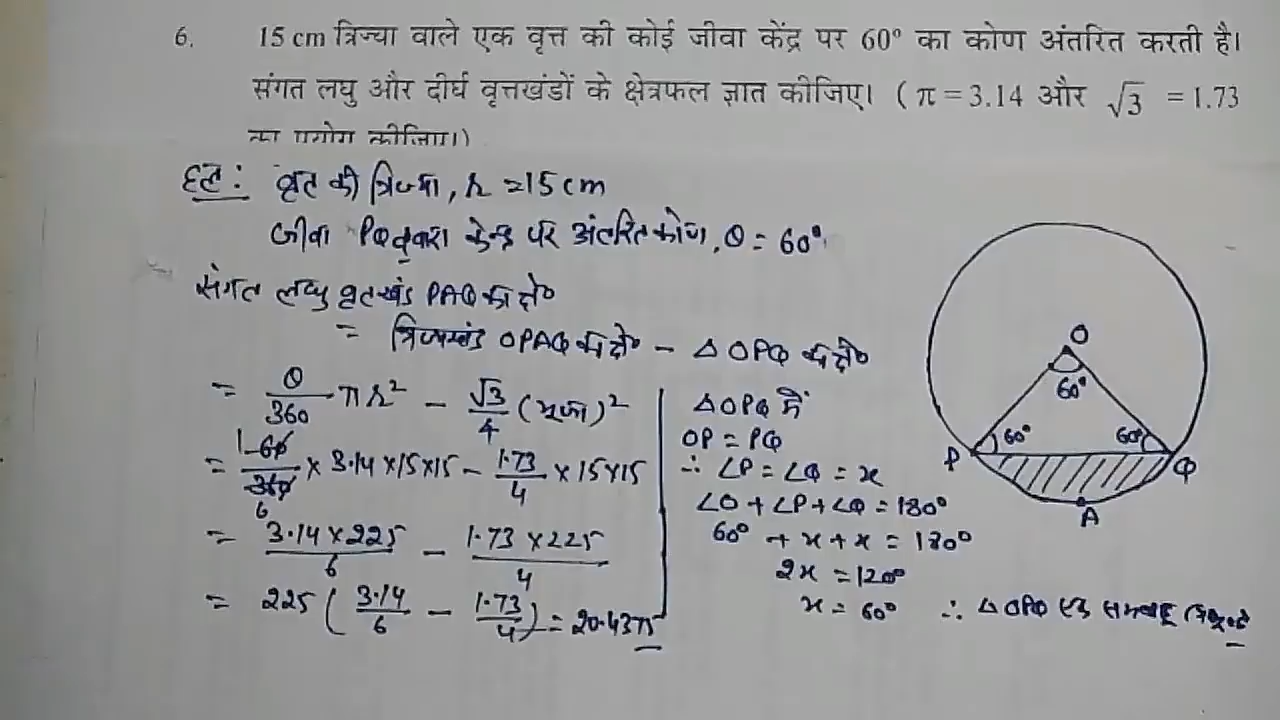 6. 15 cm त्रिज्या वाले एक वृत्त की कोई जीवा केंद्र पर 60° का कोण अंतरित करती है।
संगत लघु और दीर्घ वृत्तखंडों के क्षेत्रफल ज्ञात कीजिए। ( π = 3.14 और √3 = 1.73
का प्रयोग कीजिए।)
हल : वृत की त्रिज्या, r = 15 cm
जीवा PQ द्वारा केन्द्र पर अंतरित कोण, θ = 60°
संगत लघु वृतखंड PAQ का क्षे०
= त्रिज्यखंड OPAQ का क्षे० - Δ OPQ का क्षे०
= θ/360 πr² - √3/4 (भुजा)²
= 1 60/360 6 × 3.14 × 15 × 15 - 1.73/4 × 15 × 15
= 3.14 × 225/6 - 1.73 × 225/4
= 225 ( 3.14/6 - 1.73/4 ) = 20.4375
Δ OPQ में
OP = PQ
∴ ∠P = ∠Q = x
∠O + ∠P + ∠Q = 180°
60° + x + x = 180°
2x = 120°
x = 60° ∴ Δ OPQ एक समबाहु त्रिभुज है
O
60°
P 60° 60° Q
A